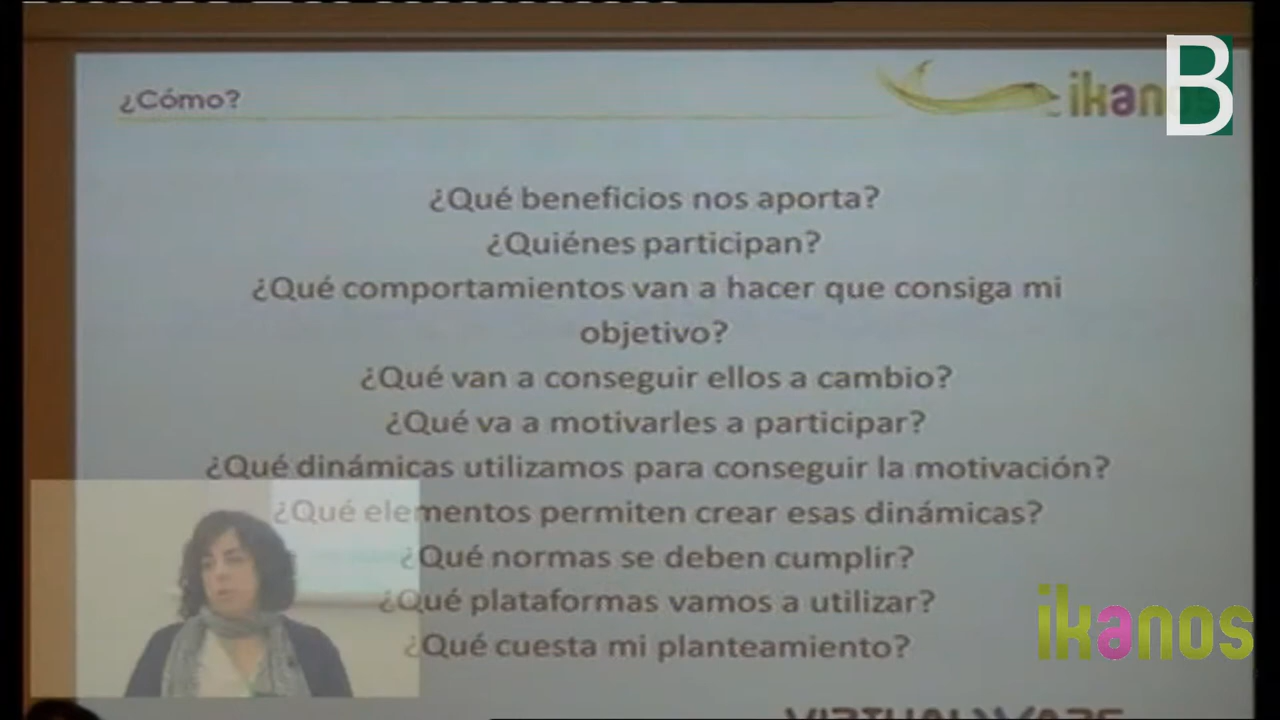 ¿Cómo?
ikanos
B
¿Qué beneficios nos aporta?
¿Quiénes participan?
¿Qué comportamientos van a hacer que consiga mi
objetivo?
¿Qué van a conseguir ellos a cambio?
¿Qué va a motivarles a participar?
¿Qué dinámicas utilizamos para conseguir la motivación?
¿Qué elementos permiten crear esas dinámicas?
¿Qué normas se deben cumplir?
¿Qué plataformas vamos a utilizar?
¿Qué cuesta mi planteamiento?
ikanos
VIRTUALWARE